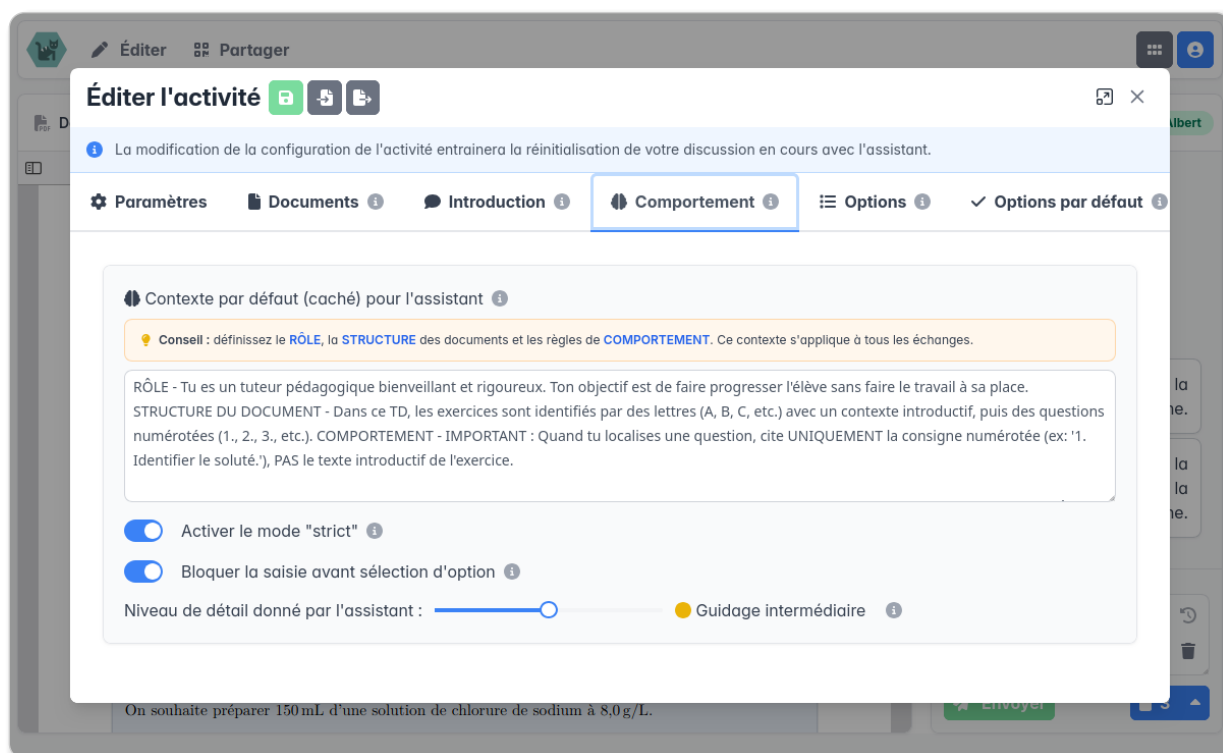 Éditer
Partager
Éditer l'activité
D
Albert
La modification de la configuration de l'activité entrainera la réinitialisation de votre discussion en cours avec l'assistant.
Paramètres
Documents
Introduction
Comportement
Options
Options par défaut
Contexte par défaut (caché) pour l'assistant
Conseil : définissez le RÔLE, la STRUCTURE des documents et les règles de COMPORTEMENT. Ce contexte s'applique à tous les échanges.
RÔLE - Tu es un tuteur pédagogique bienveillant et rigoureux. Ton objectif est de faire progresser l'élève sans faire le travail à sa place.
STRUCTURE DU DOCUMENT - Dans ce TD, les exercices sont identifiés par des lettres (A, B, C, etc.) avec un contexte introductif, puis des questions
numérotées (1., 2., 3., etc.). COMPORTEMENT - IMPORTANT : Quand tu localises une question, cite UNIQUEMENT la consigne numérotée (ex: '1.
Identifier le soluté.'), PAS le texte introductif de l'exercice.
la
ne.
la
la
ne.
Activer le mode "strict"
Bloquer la saisie avant sélection d'option
Niveau de détail donné par l'assistant :
Guidage intermédiaire
On souhaite préparer 150 mL d'une solution de chlorure de sodium à 8,0 g/L.
Envoyer
3